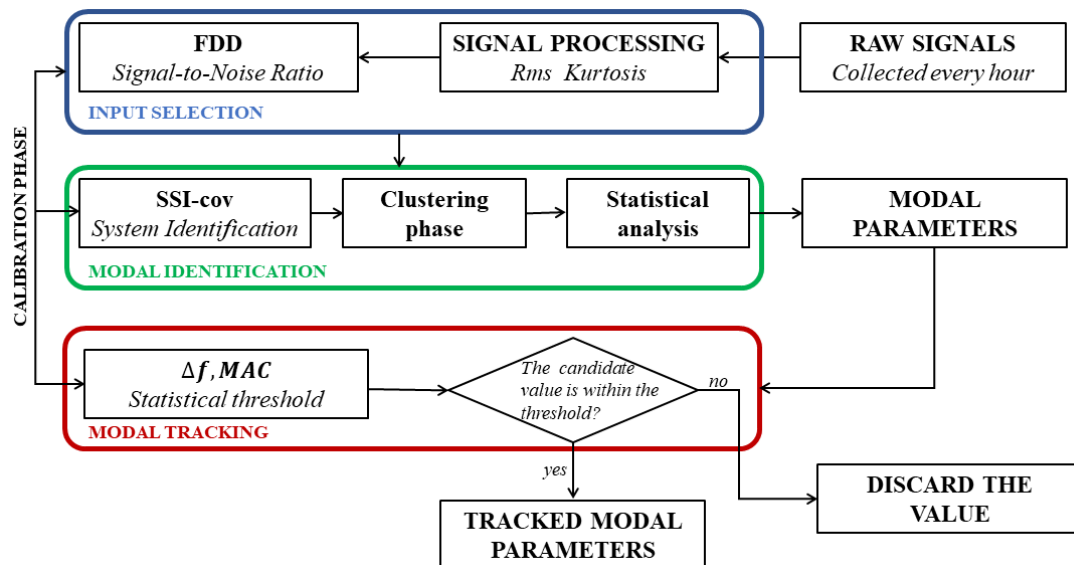 FDD
Signal-to-Noise Ratio
SIGNAL PROCESSING
Rms Kurtosis
RAW SIGNALS
Collected every hour
INPUT SELECTION
CALIBRATION PHASE
SSI-cov
System Identification
Clustering
phase
Statistical
analysis
MODAL
PARAMETERS
MODAL IDENTIFICATION
Δf, MAC
Statistical threshold
The candidate
value is within the
threshold?
no
MODAL TRACKING
yes
TRACKED MODAL
PARAMETERS
DISCARD THE
VALUE